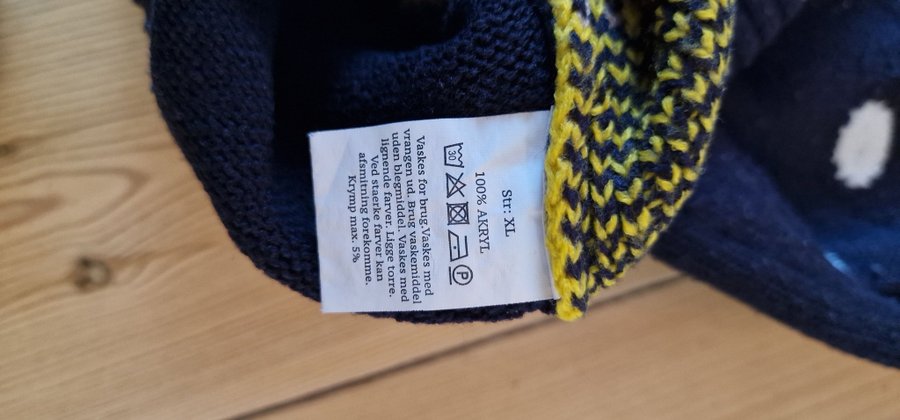 Str: XL
100% AKRYL
30 P
Vaskes før brug.Vaskes med
vrangen ud. Brug vaskemiddel
uden blegmiddel. Vaskes med
lignende farver. Ligge tørre.
Ved stærke farver kan
afsmitning forekomme.
Krymp max. 5%